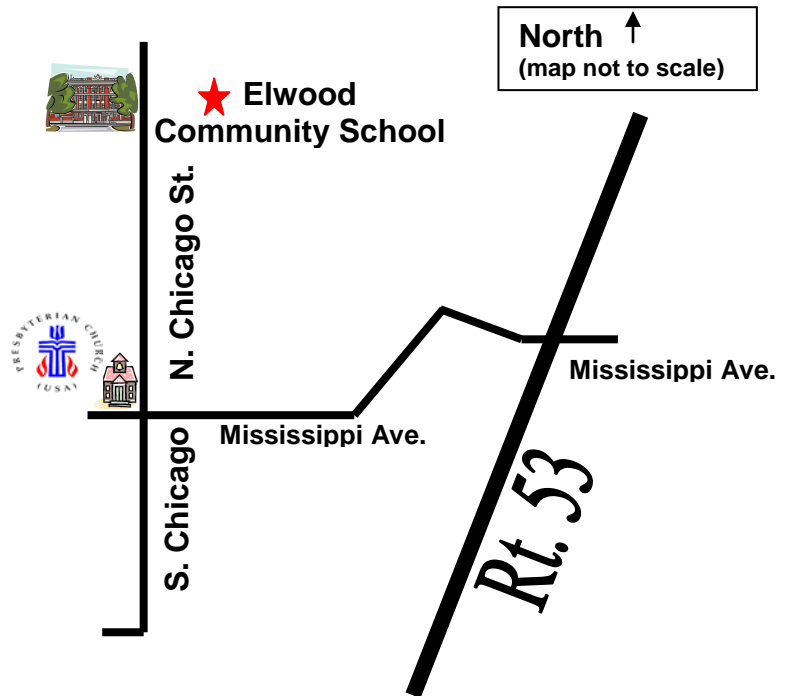 North
(map not to scale)
Elwood
Community School
N. Chicago St.
PRESBYTERIAN CHURCH
(USA)
Mississippi Ave.
Mississippi Ave.
S. Chicago
Rt. 53